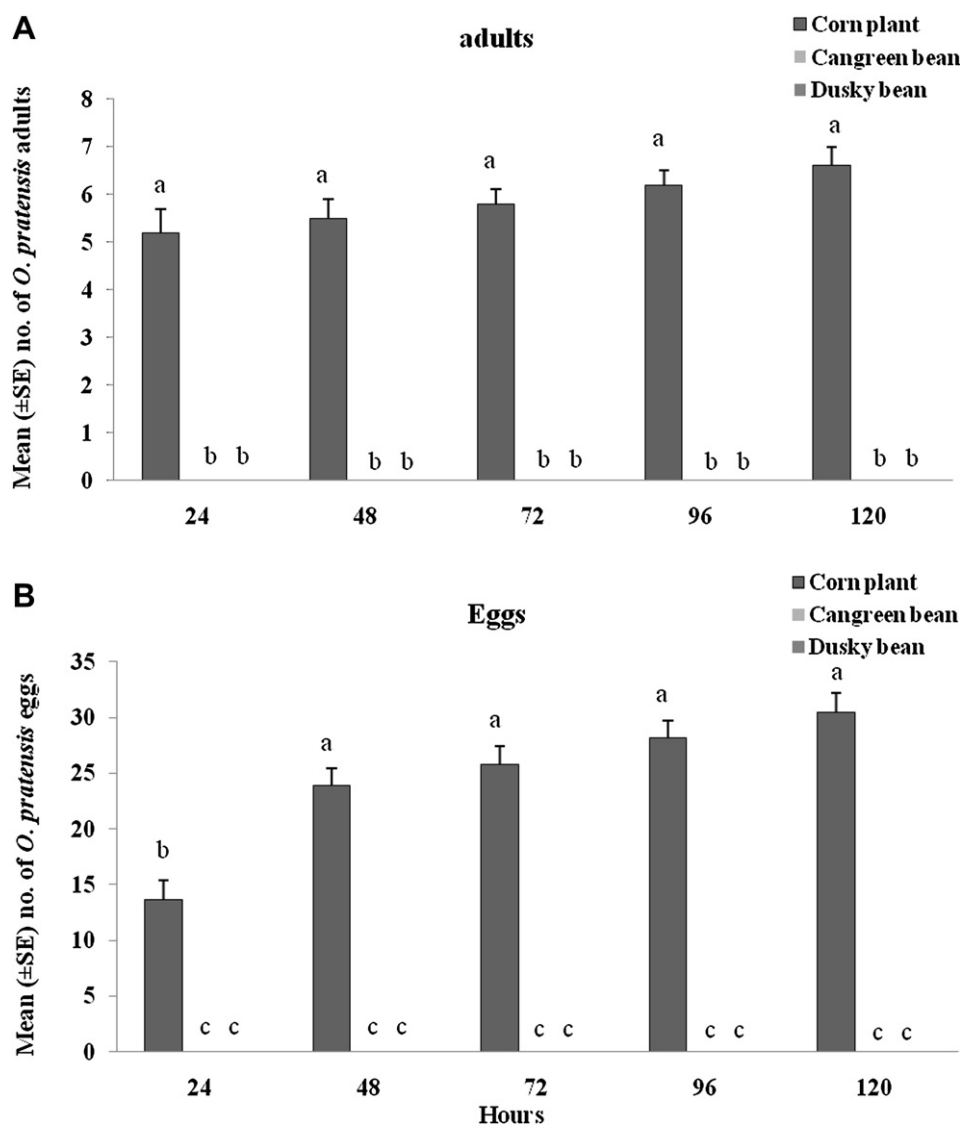 A
adults
Corn plant
Cangreen bean
Dusky bean
Mean (±SE) no. of O. pratensis adults
8
7
6
5
4
3
2
1
0
a
a
a
a
a
b b
b b
b b
b b
b b
24 48 72 96 120
B
Eggs
Corn plant
Cangreen bean
Dusky bean
Mean (±SE) no. of O. pratensis eggs
35
30
25
20
15
10
5
0
b
a
a
a
a
c c
c c
c c
c c
c c
24 48 72 96 120
Hours